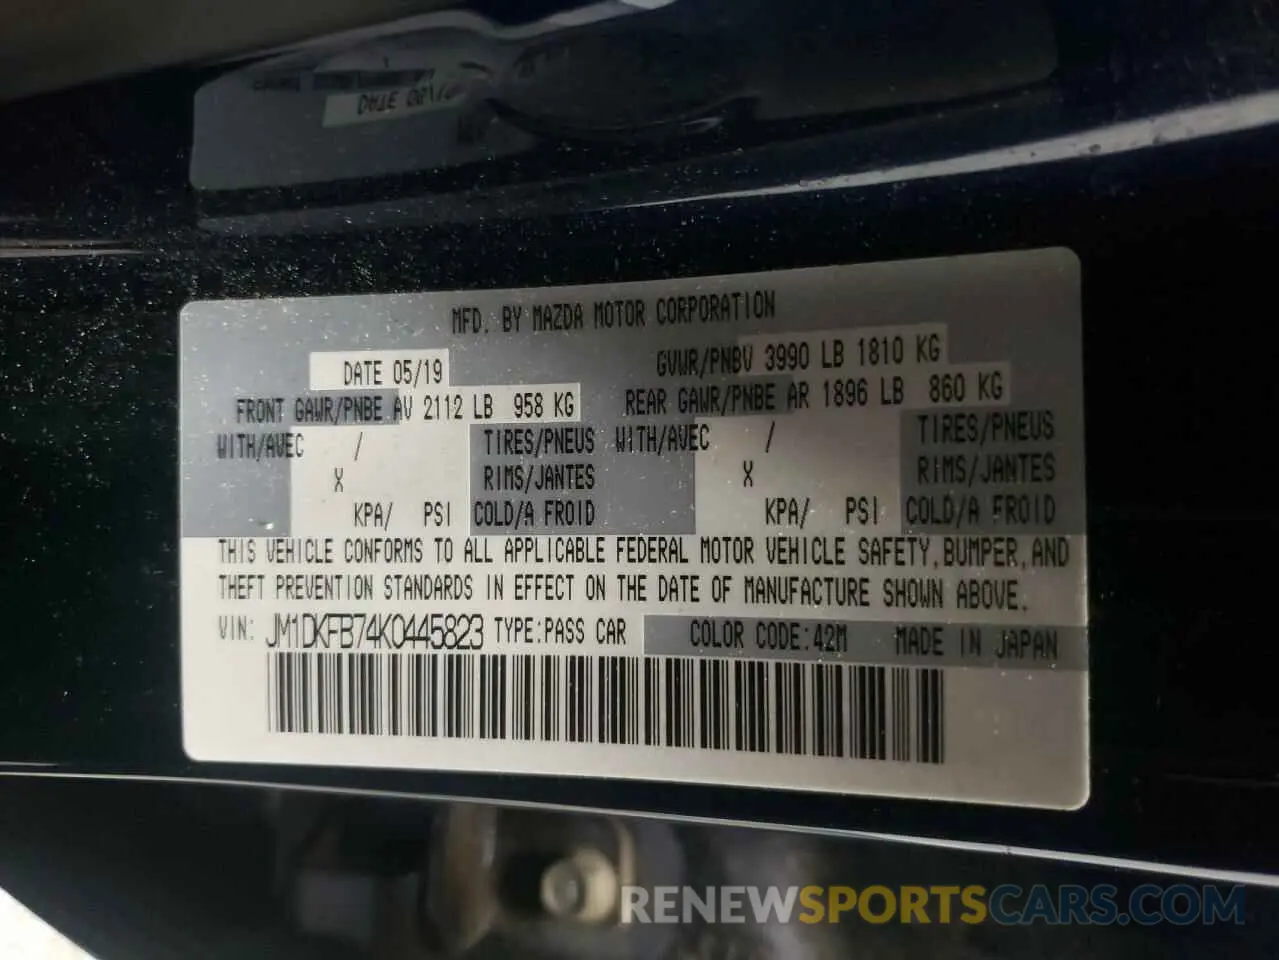 MFD. BY MAZDA MOTOR CORPORATION
DATE 05/19 GVWR/PNBV 3990 LB 1810 KG
FRONT GAWR/PNBE AV 2112 LB 958 KG REAR GAWR/PNBE AR 1896 LB 860 KG
WITH/AVEC / TIRES/PNEUS WITH/AVEC / TIRES/PNEUS
X RIMS/JANTES X RIMS/JANTES
KPA/ PSI COLD/A FROID KPA/ PSI COLD/A FROID
THIS VEHICLE CONFORMS TO ALL APPLICABLE FEDERAL MOTOR VEHICLE SAFETY, BUMPER, AND
THEFT PREVENTION STANDARDS IN EFFECT ON THE DATE OF MANUFACTURE SHOWN ABOVE.
VIN: JM1DKFB74K0445823 TYPE:PASS CAR COLOR CODE:42M MADE IN JAPAN
RENEWSPORTSCARS.COM